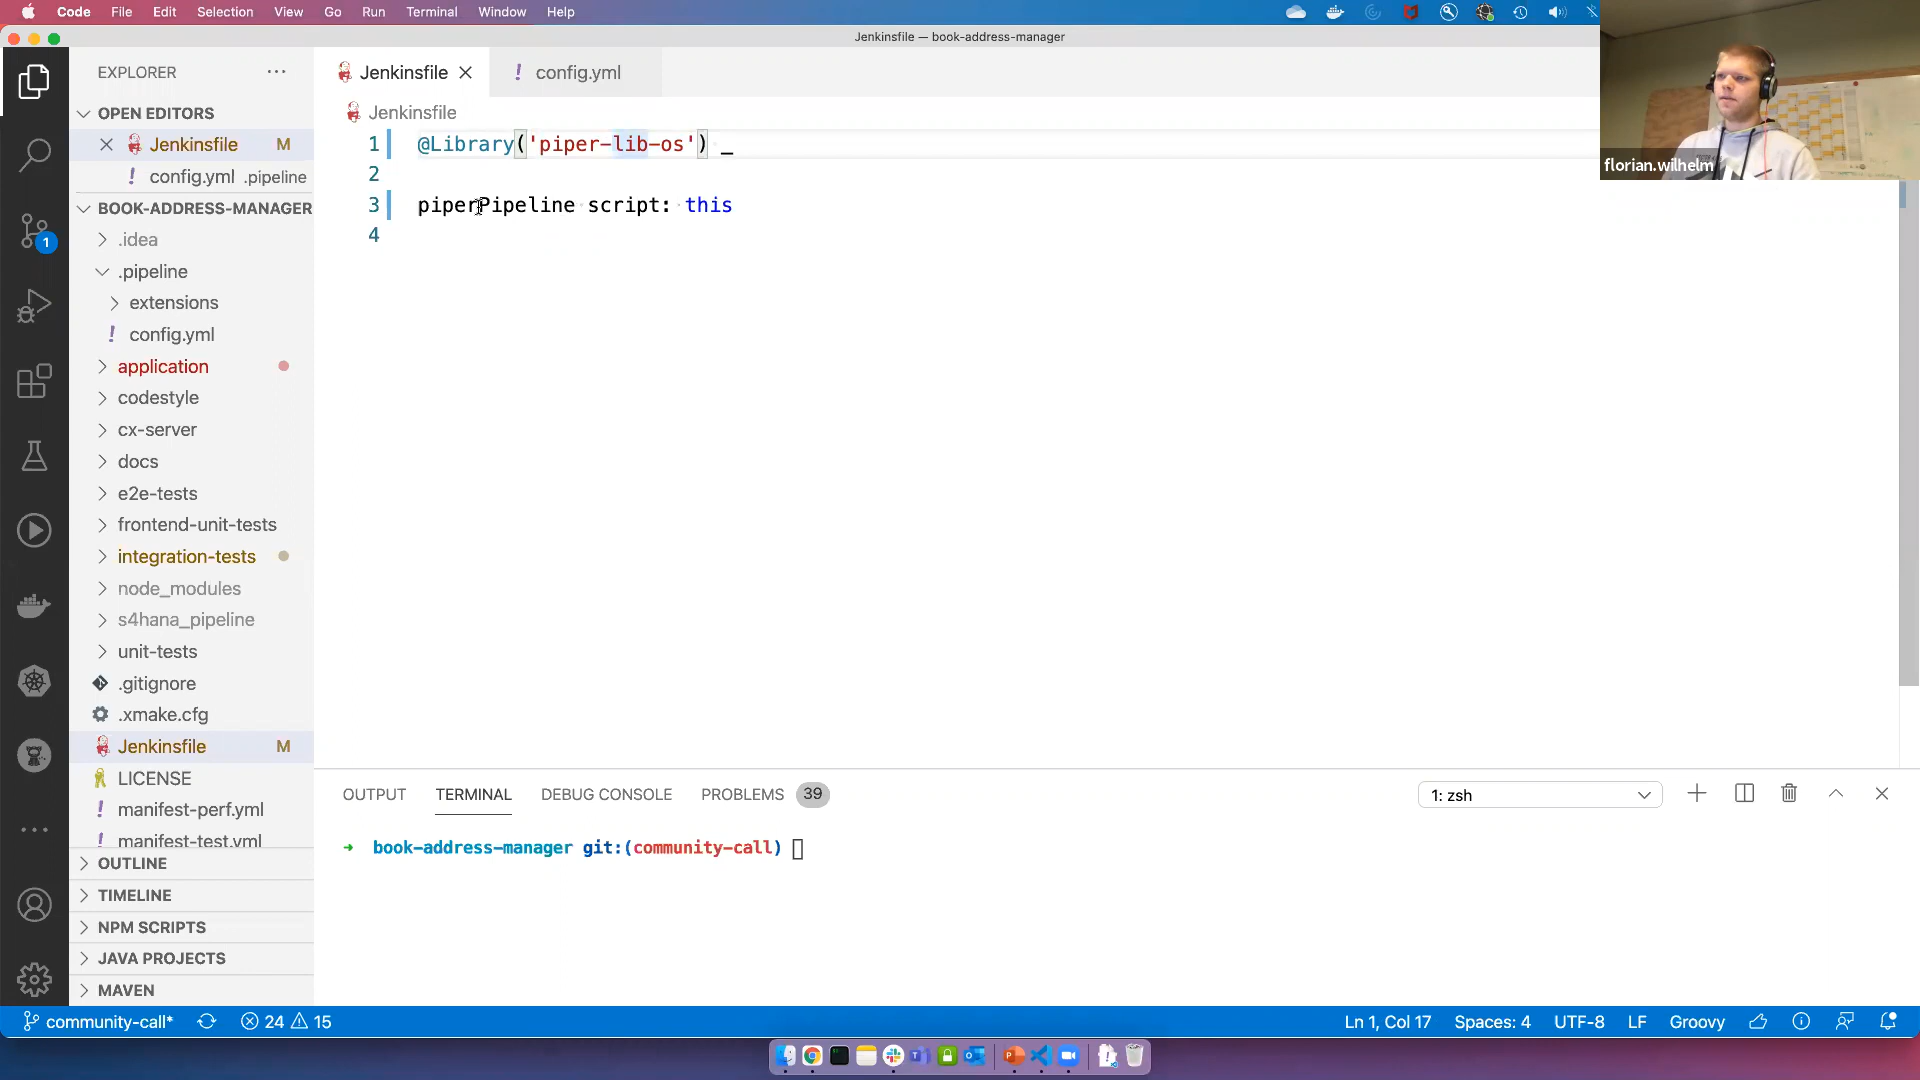 Code File Edit Selection View Go Run Terminal Window Help
Jenkinsfile — book-address-manager
EXPLORER ···
OPEN EDITORS
Jenkinsfile M
config.yml .pipeline
BOOK-ADDRESS-MANAGER
.idea
.pipeline
extensions
config.yml
application
codestyle
cx-server
docs
e2e-tests
frontend-unit-tests
integration-tests
node_modules
s4hana_pipeline
unit-tests
.gitignore
.xmake.cfg
Jenkinsfile M
LICENSE
manifest-perf.yml
manifest-test.yml
OUTLINE
TIMELINE
NPM SCRIPTS
JAVA PROJECTS
MAVEN
1
Jenkinsfile config.yml
Jenkinsfile
1 @Library('piper-lib-os') _
2
3 piperPipeline script: this
4
florian.wilhelm
OUTPUT TERMINAL DEBUG CONSOLE PROBLEMS 39
1: zsh
➜ book-address-manager git:(community-call)
community-call* 24 15
Ln 1, Col 17 Spaces: 4 UTF-8 LF Groovy